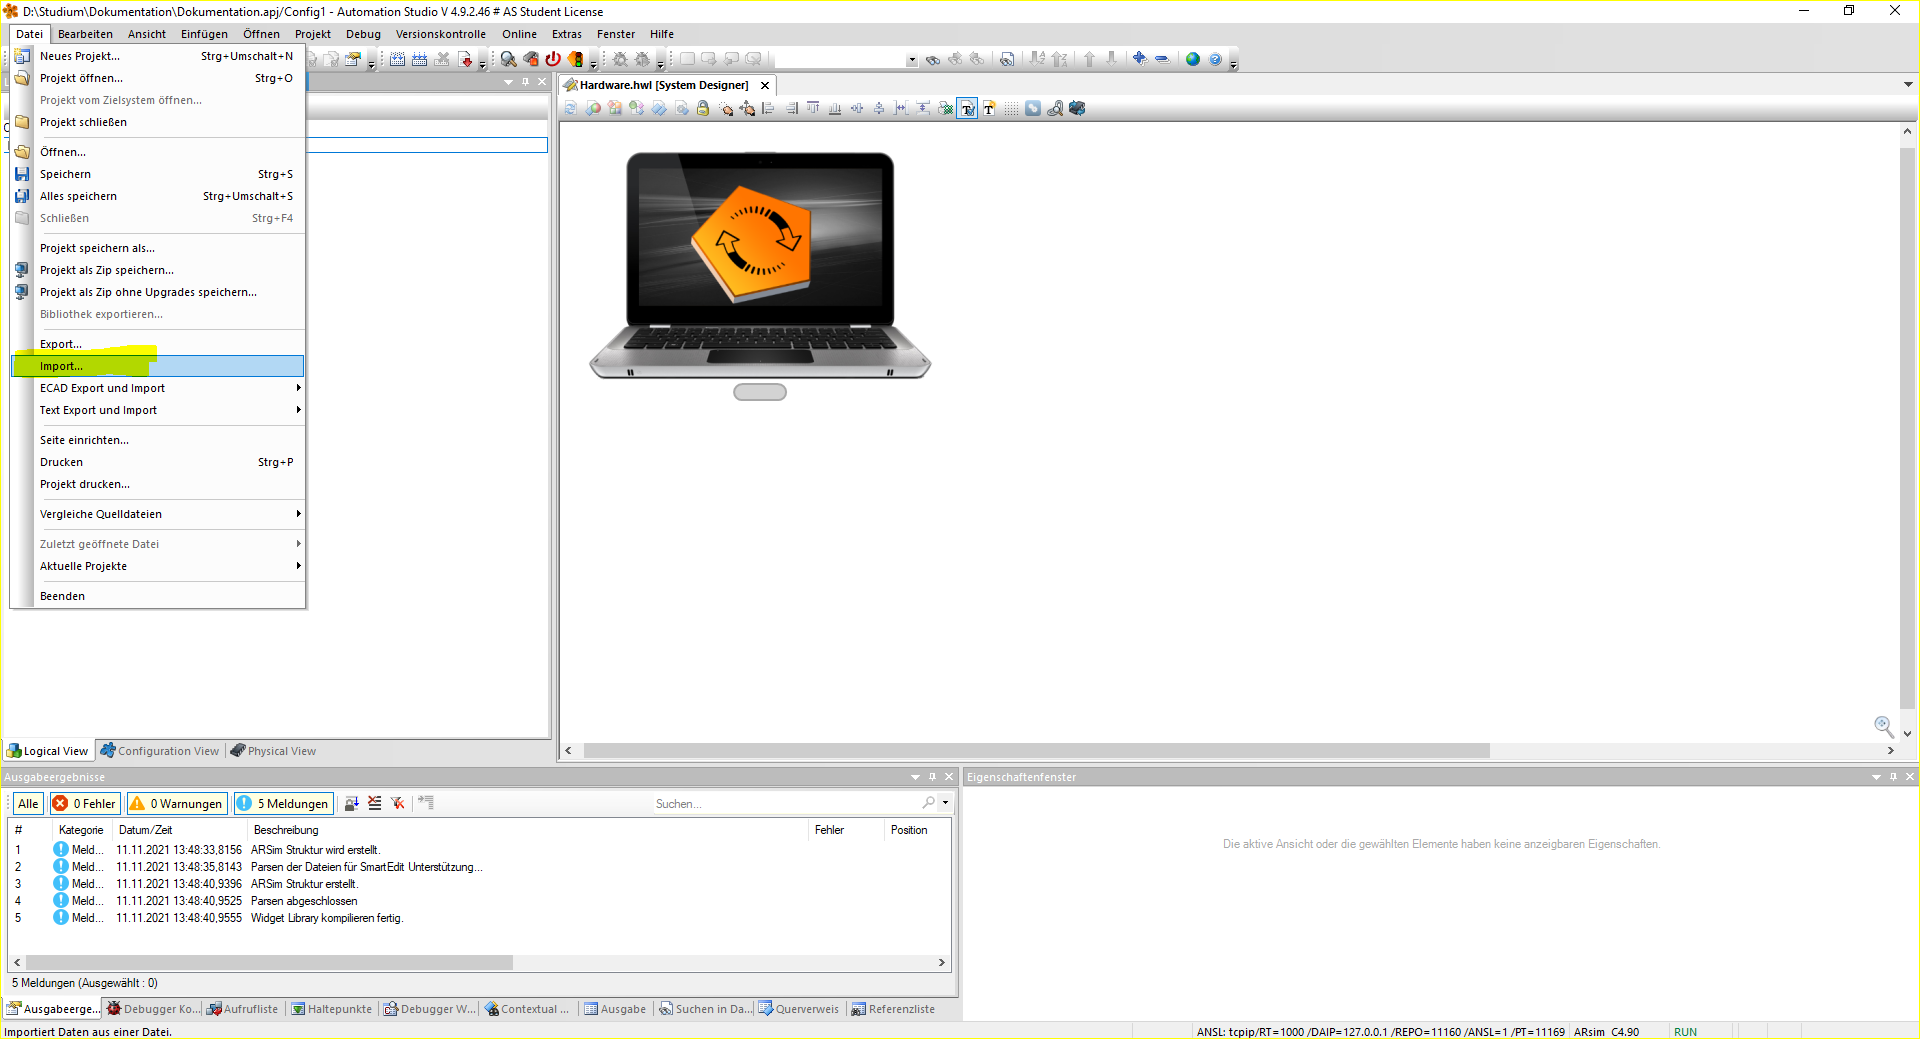 D:\Studium\Dokumentation\Dokumentation.apj/Config1 - Automation Studio V 4.9.2.46 # AS Student License
Datei Bearbeiten Ansicht Einfügen Öffnen Projekt Debug Versionskontrolle Online Extras Fenster Hilfe
Neues Projekt... Strg+Umschalt+N
Projekt öffnen... Strg+O
Projekt vom Zielsystem öffnen...
Projekt schließen
Öffnen...
Speichern Strg+S
Alles speichern Strg+Umschalt+S
Schließen Strg+F4
Projekt speichern als...
Projekt als Zip speichern...
Projekt als Zip ohne Upgrades speichern...
Bibliothek exportieren...
Export...
Import...
ECAD Export und Import
Text Export und Import
Seite einrichten...
Drucken Strg+P
Projekt drucken...
Vergleiche Quelldateien
Zuletzt geöffnete Datei
Aktuelle Projekte
Beenden
Hardware.hwl [System Designer]
Logical View Configuration View Physical View
Ausgabeergebnisse
Alle 0 Fehler 0 Warnungen 5 Meldungen Suchen...
# Kategorie Datum/Zeit Beschreibung Fehler Position
1 Meld... 11.11.2021 13:48:33,8156 ARSim Struktur wird erstellt.
2 Meld... 11.11.2021 13:48:35,8143 Parsen der Dateien für SmartEdit Unterstützung...
3 Meld... 11.11.2021 13:48:40,9396 ARSim Struktur erstellt.
4 Meld... 11.11.2021 13:48:40,9525 Parsen abgeschlossen
5 Meld... 11.11.2021 13:48:40,9555 Widget Library kompilieren fertig.
5 Meldungen (Ausgewählt : 0)
Ausgabeerge... Debugger Ko... Aufrufliste Haltepunkte Debugger W... Contextual ... Ausgabe Suchen in Da... Querverweis Referenzliste
Eigenschaftenfenster
Die aktive Ansicht oder die gewählten Elemente haben keine anzeigbaren Eigenschaften.
Importiert Daten aus einer Datei.
ANSL: tcpip/RT=1000 /DAIP=127.0.0.1 /REPO=11160 /ANSL=1 /PT=11169 ARsim C4.90 RUN